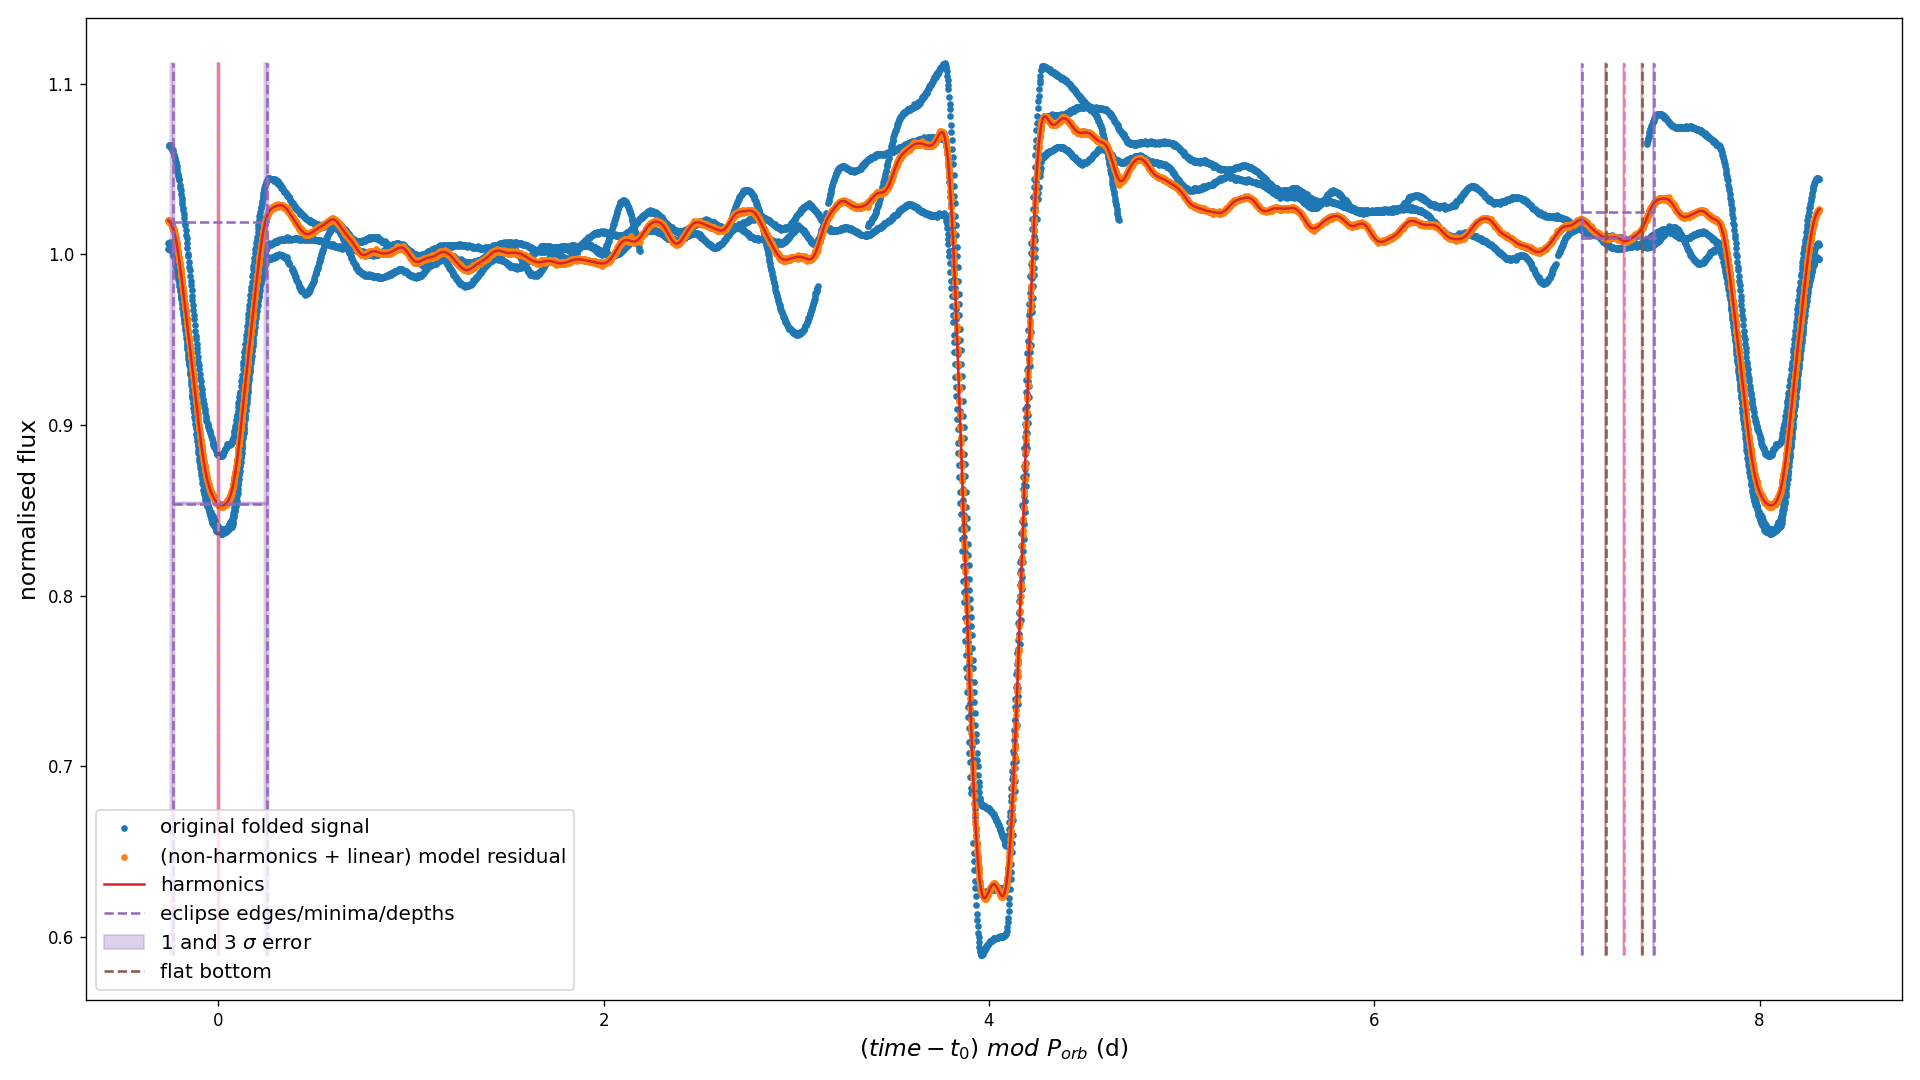 1.1
1.0
0.9
0.8
0.7
0.6
normalised flux
original folded signal
(non-harmonics + linear) model residual
harmonics
eclipse edges/minima/depths
1 and 3 σ error
flat bottom
0 2 4 6 8
(time − t₀) mod P_orb (d)